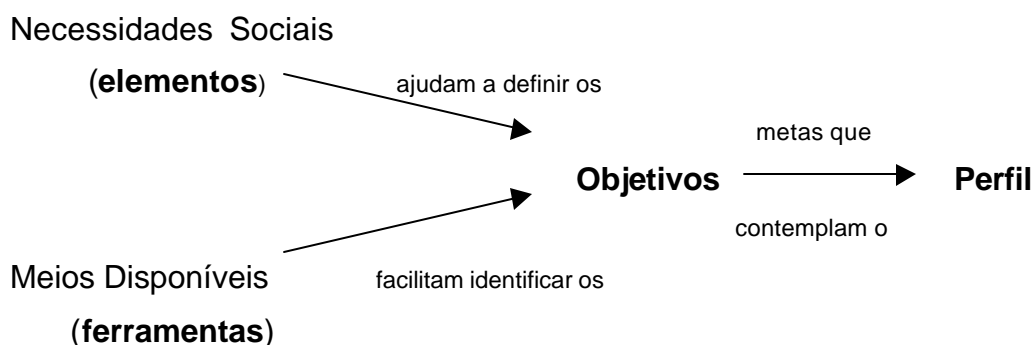 Necessidades Sociais
(elementos)
ajudam a definir os
metas que
Objetivos
Perfil
contemplam o
Meios Disponíveis
facilitam identificar os
(ferramentas)